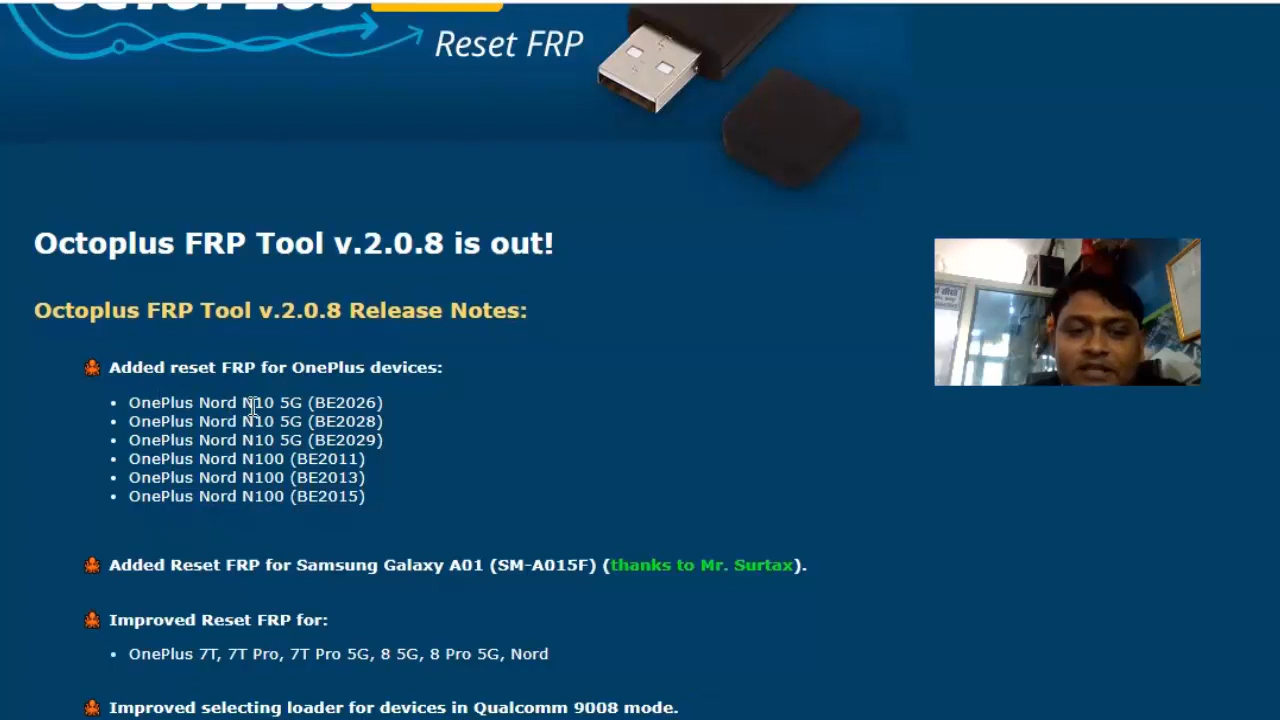 Reset FRP
Octoplus FRP Tool v.2.0.8 is out!
Octoplus FRP Tool v.2.0.8 Release Notes:
Added reset FRP for OnePlus devices:
• OnePlus Nord N10 5G (BE2026)
• OnePlus Nord N10 5G (BE2028)
• OnePlus Nord N10 5G (BE2029)
• OnePlus Nord N100 (BE2011)
• OnePlus Nord N100 (BE2013)
• OnePlus Nord N100 (BE2015)
Added Reset FRP for Samsung Galaxy A01 (SM-A015F) (thanks to Mr. Surtax).
Improved Reset FRP for:
• OnePlus 7T, 7T Pro, 7T Pro 5G, 8 5G, 8 Pro 5G, Nord
Improved selecting loader for devices in Qualcomm 9008 mode.